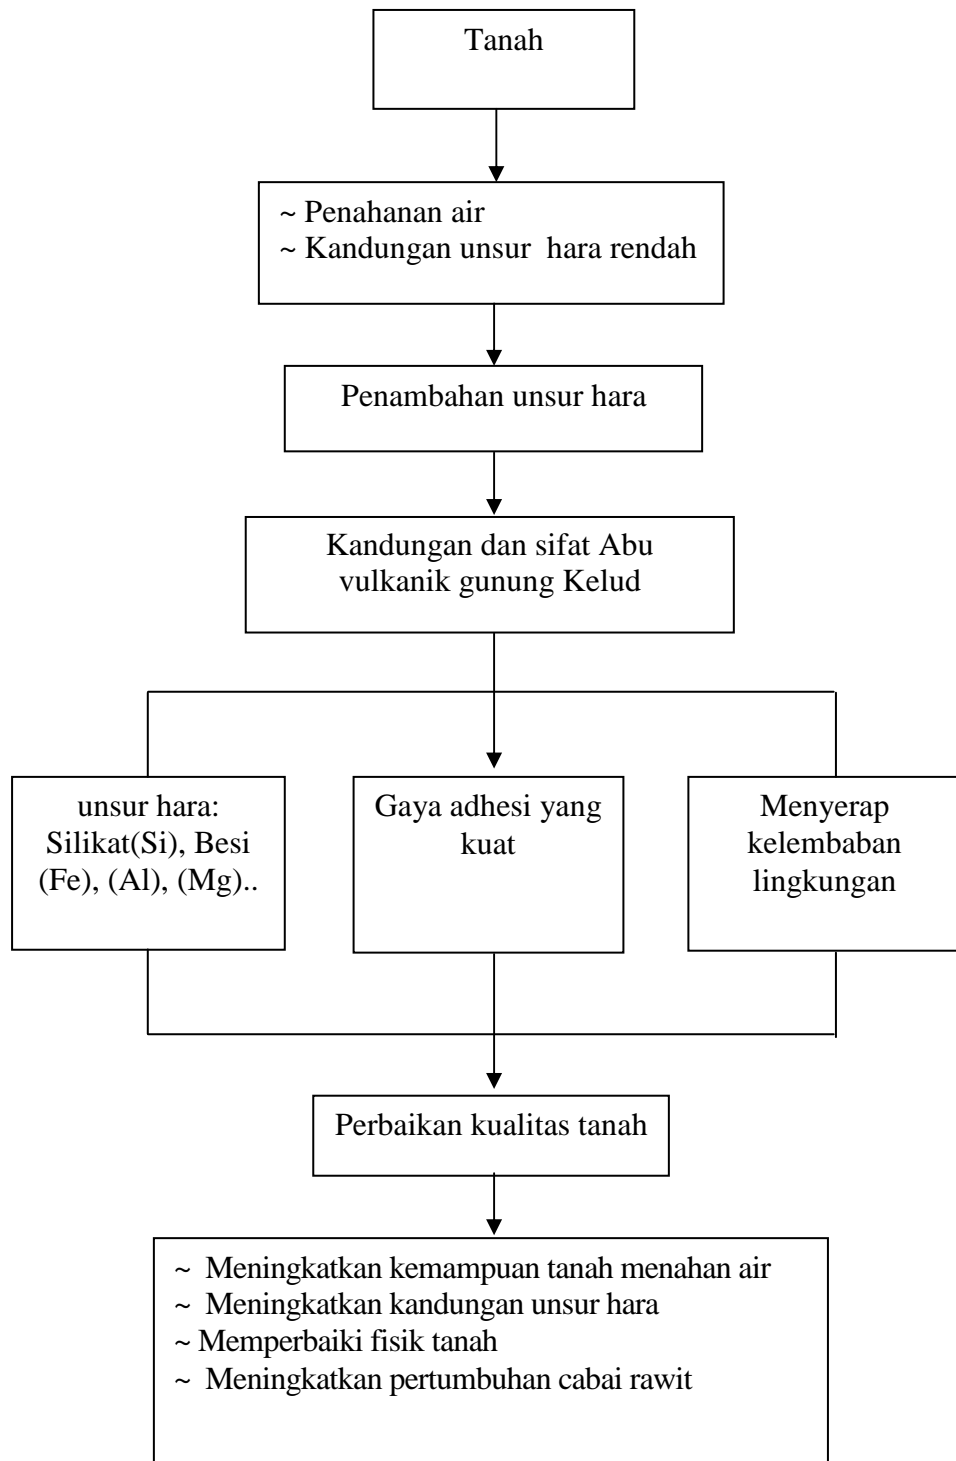 Tanah
~ Penahanan air
~ Kandungan unsur hara rendah
Penambahan unsur hara
Kandungan dan sifat Abu
vulkanik gunung Kelud
unsur hara:
Silikat(Si), Besi
(Fe), (Al), (Mg)..
Gaya adhesi yang
kuat
Menyerap
kelembaban
lingkungan
Perbaikan kualitas tanah
~ Meningkatkan kemampuan tanah menahan air
~ Meningkatkan kandungan unsur hara
~ Memperbaiki fisik tanah
~ Meningkatkan pertumbuhan cabai rawit